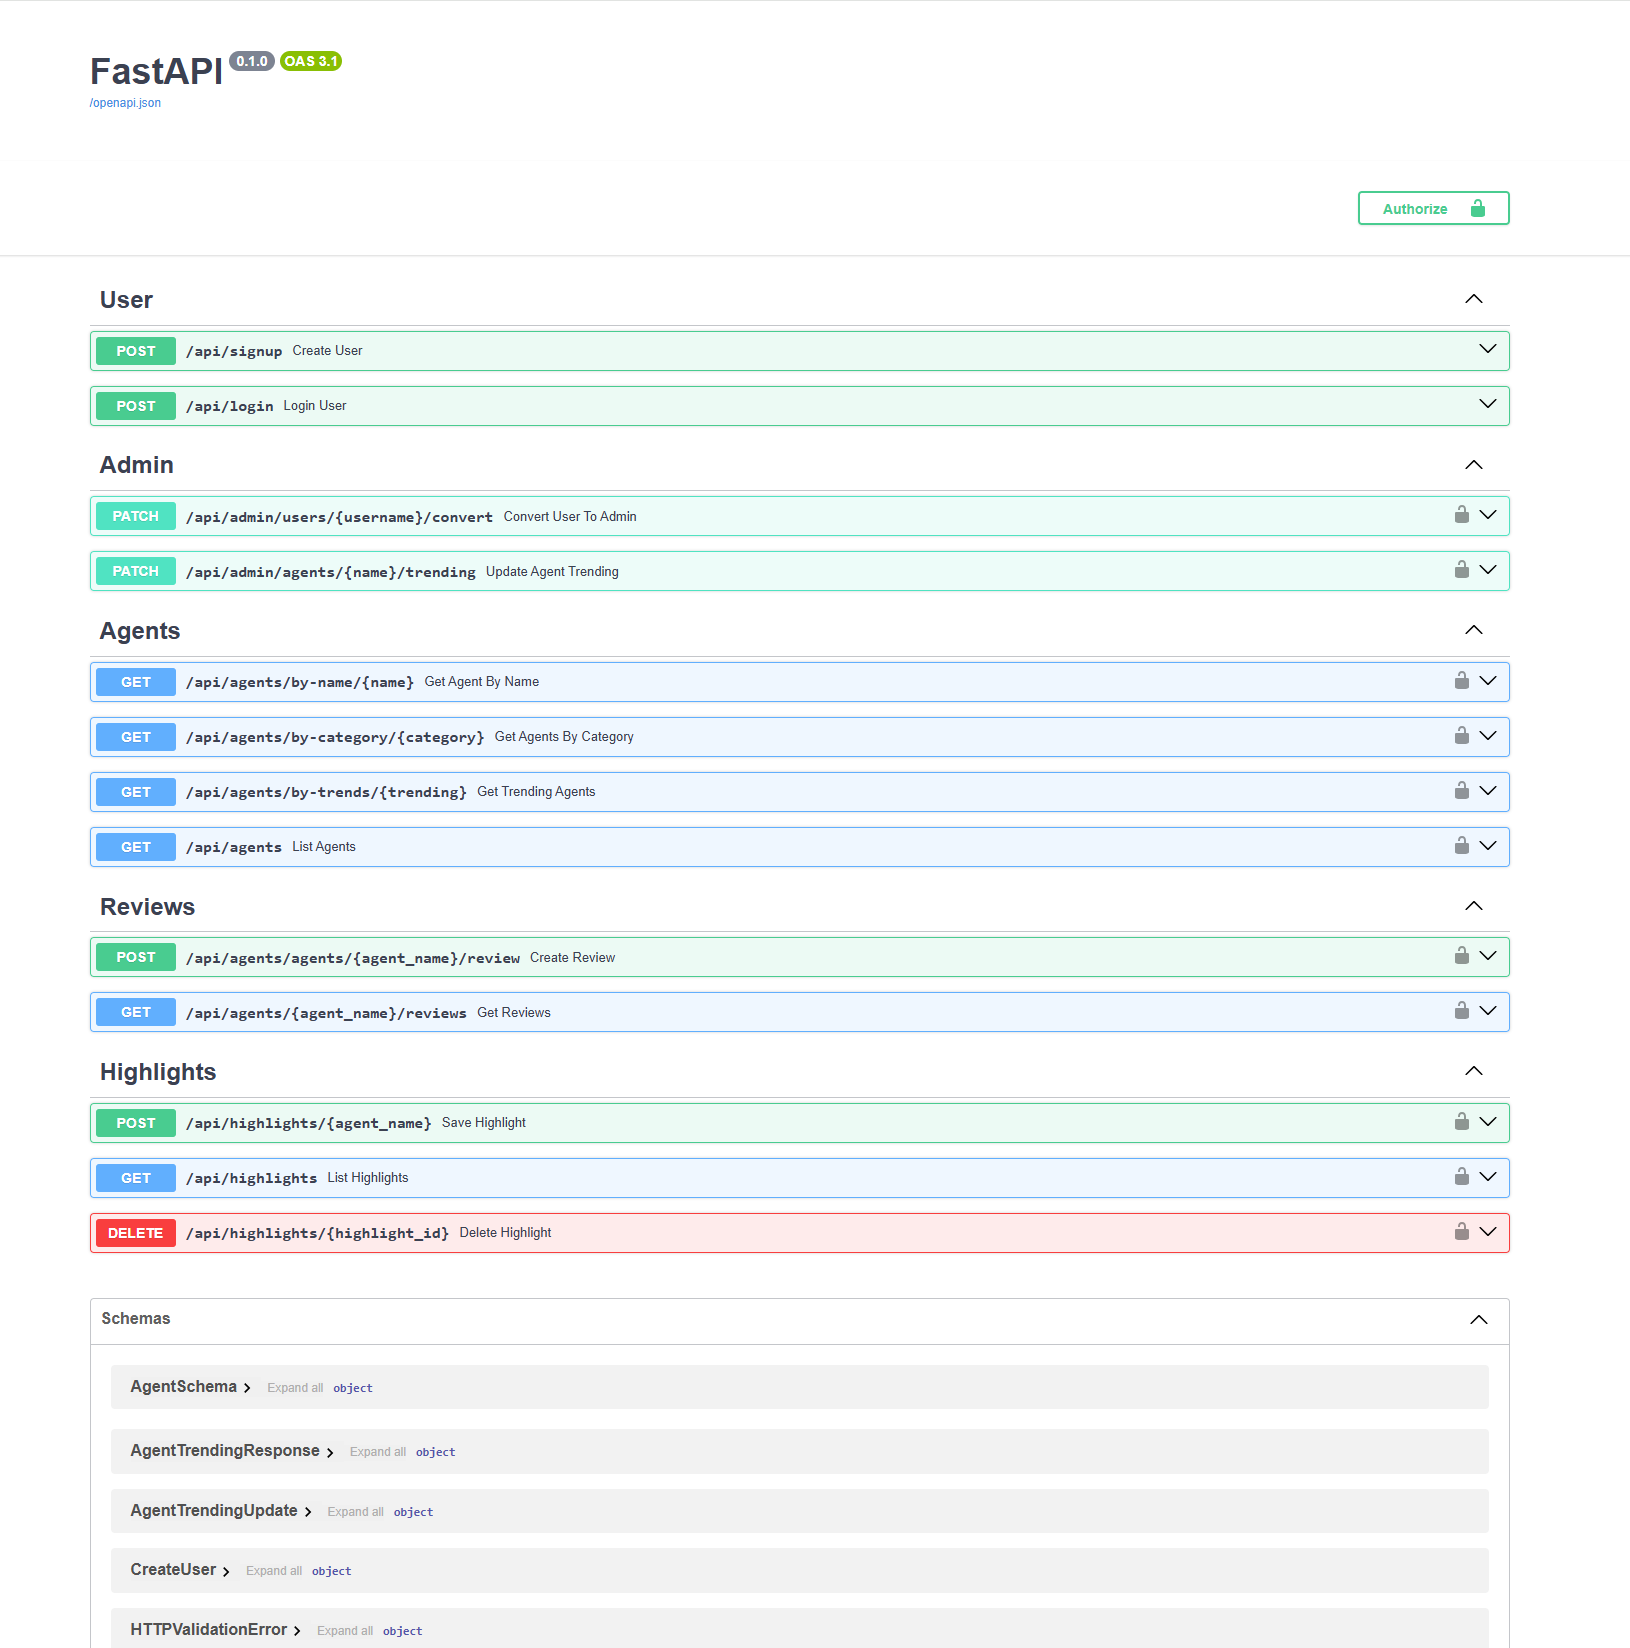 FastAPI 0.1.0 OAS 3.1
/openapi.json
Authorize
User
POST /api/signup Create User
POST /api/login Login User
Admin
PATCH /api/admin/users/{username}/convert Convert User To Admin
PATCH /api/admin/agents/{name}/trending Update Agent Trending
Agents
GET /api/agents/by-name/{name} Get Agent By Name
GET /api/agents/by-category/{category} Get Agents By Category
GET /api/agents/by-trends/{trending} Get Trending Agents
GET /api/agents List Agents
Reviews
POST /api/agents/agents/{agent_name}/review Create Review
GET /api/agents/{agent_name}/reviews Get Reviews
Highlights
POST /api/highlights/{agent_name} Save Highlight
GET /api/highlights List Highlights
DELETE /api/highlights/{highlight_id} Delete Highlight
Schemas
AgentSchema Expand all object
AgentTrendingResponse Expand all object
AgentTrendingUpdate Expand all object
CreateUser Expand all object
HTTPValidationError Expand all object